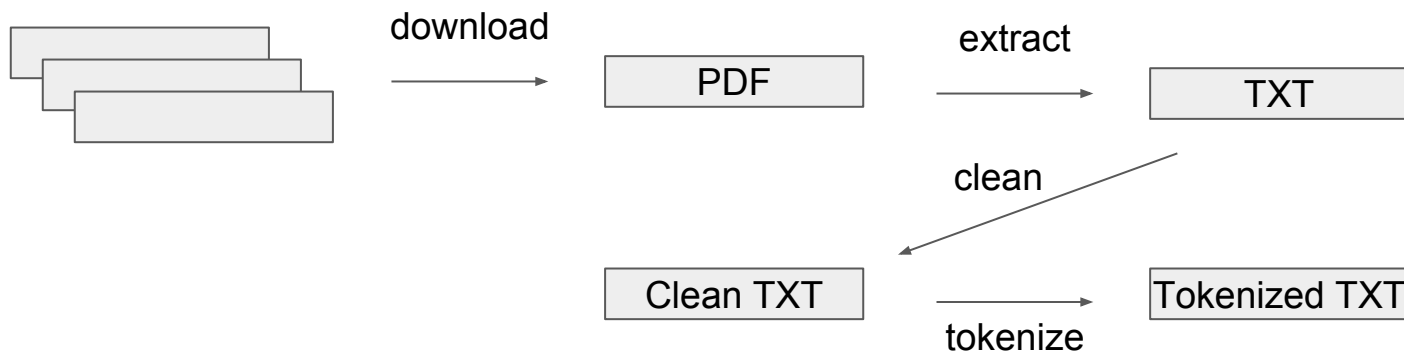 download
PDF
extract
TXT
clean
Clean TXT
tokenize
Tokenized TXT